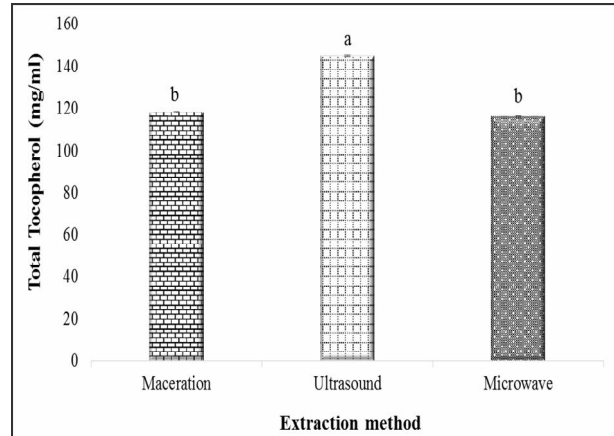 Total Tocopherol (mg/ml)
160
140
120
100
80
60
40
20
0
b
a
b
Maceration
Ultrasound
Microwave
Extraction method